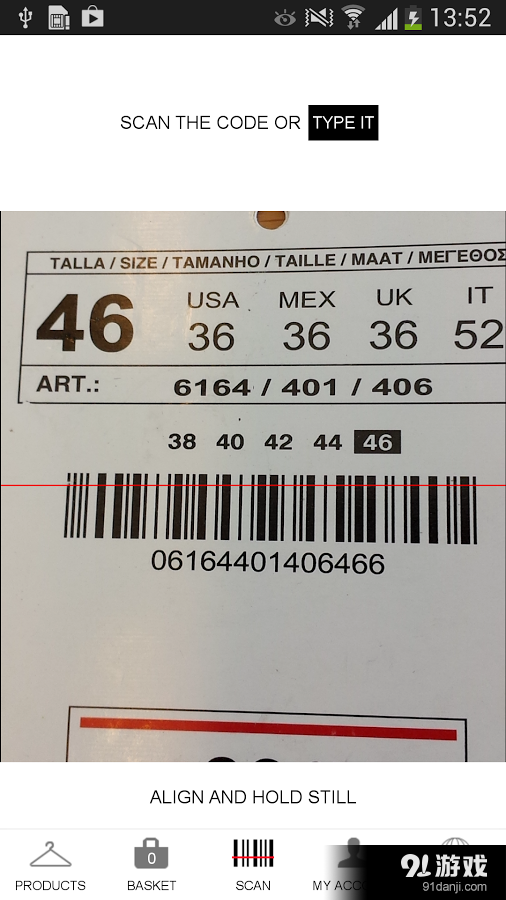 13:52
SCAN THE CODE OR TYPE IT
TALLA / SIZE / TAMANHO / TAILLE / MAAT / ΜΕΓΕΘΟΣ
46 USA MEX UK IT
36 36 36 52
ART.: 6164 / 401 / 406
38 40 42 44 46
06164401406466
ALIGN AND HOLD STILL
0
PRODUCTS BASKET SCAN MY ACCO
91游戏
91danji.com